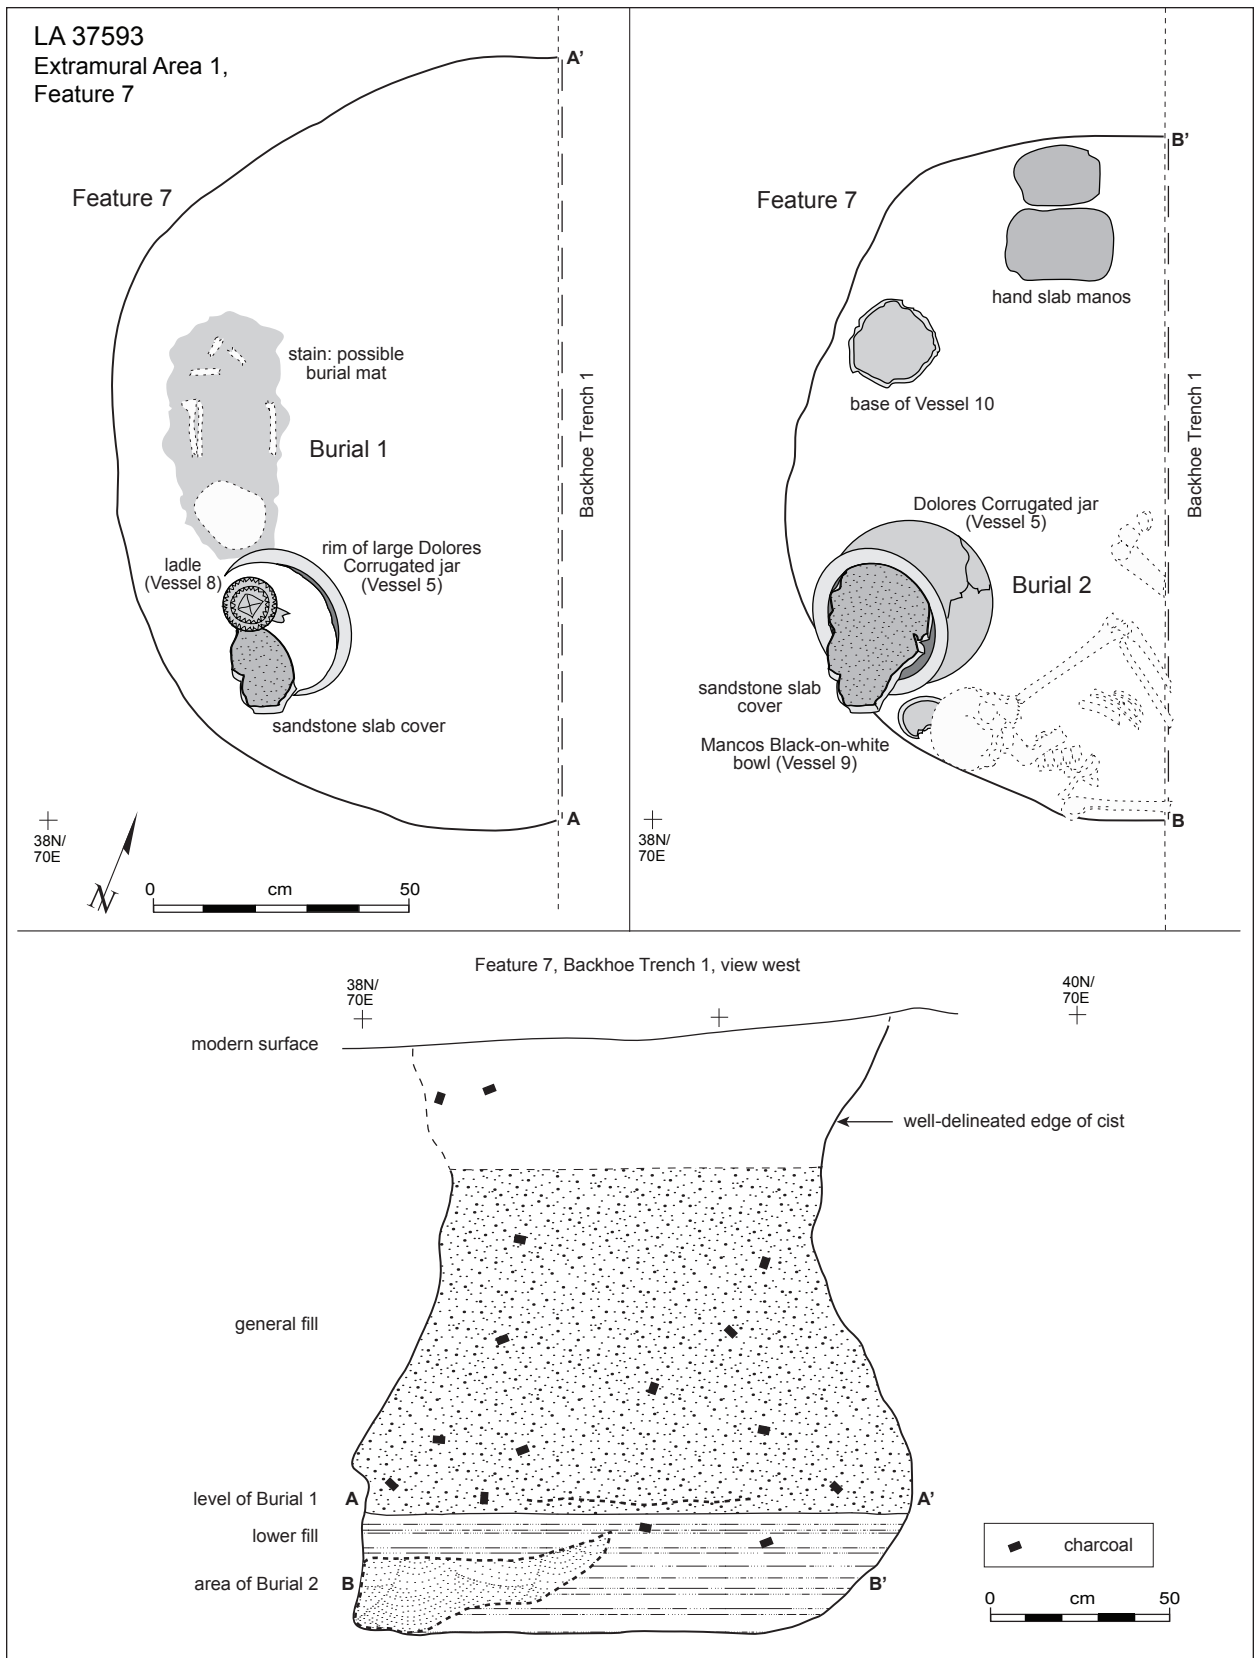 LA 37593
Extramural Area 1,
Feature 7
A'
Feature 7
stain: possible
burial mat
Burial 1
Backhoe Trench 1
ladle
(Vessel 8)
rim of large Dolores
Corrugated jar
(Vessel 5)
sandstone slab cover
A
38N/
70E
N
0 cm 50
B'
Feature 7
hand slab manos
base of Vessel 10
Backhoe Trench 1
Dolores Corrugated jar
(Vessel 5)
Burial 2
sandstone slab
cover
Mancos Black-on-white
bowl (Vessel 9)
B
38N/
70E
Feature 7, Backhoe Trench 1, view west
38N/
70E
40N/
70E
modern surface
well-delineated edge of cist
general fill
level of Burial 1
A
A'
lower fill
area of Burial 2
B
B'
charcoal
0 cm 50